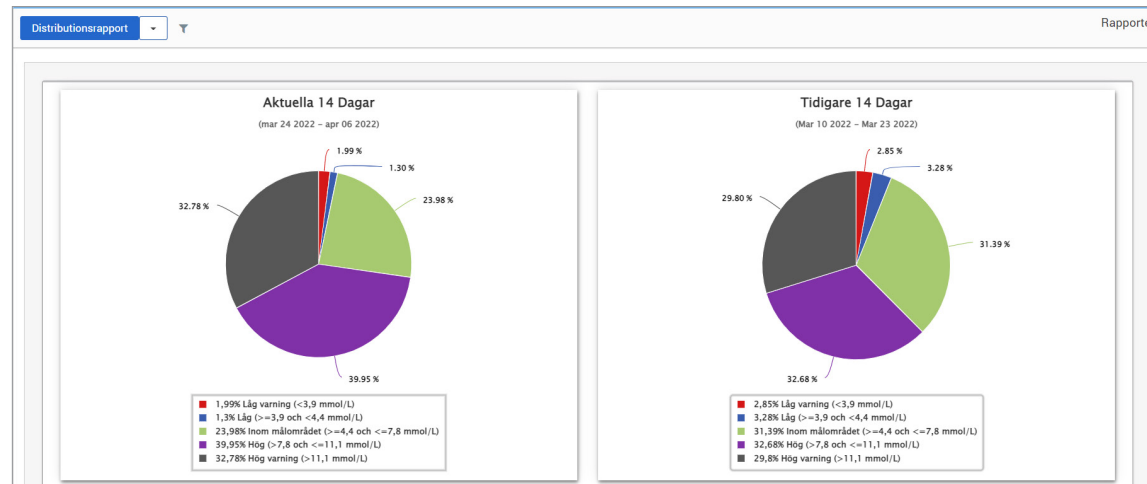 Distributionsrapport
Aktuella 14 Dagar
(mar 24 2022 – apr 06 2022)
1.99 %
1.30 %
23.98 %
32.78 %
39.95 %
1,99% Låg varning (<3,9 mmol/L)
1,3% Låg (>=3,9 och <4,4 mmol/L)
23,98% Inom målområdet (>=4,4 och <=7,8 mmol/L)
39,95% Hög (>7,8 och <=11,1 mmol/L)
32,78% Hög varning (>11,1 mmol/L)
Tidigare 14 Dagar
(Mar 10 2022 – Mar 23 2022)
2.85 %
3.28 %
29.80 %
31.39 %
32.68 %
2,85% Låg varning (<3,9 mmol/L)
3,28% Låg (>=3,9 och <4,4 mmol/L)
31,39% Inom målområdet (>=4,4 och <=7,8 mmol/L)
32,68% Hög (>7,8 och <=11,1 mmol/L)
29,8% Hög varning (>11,1 mmol/L)